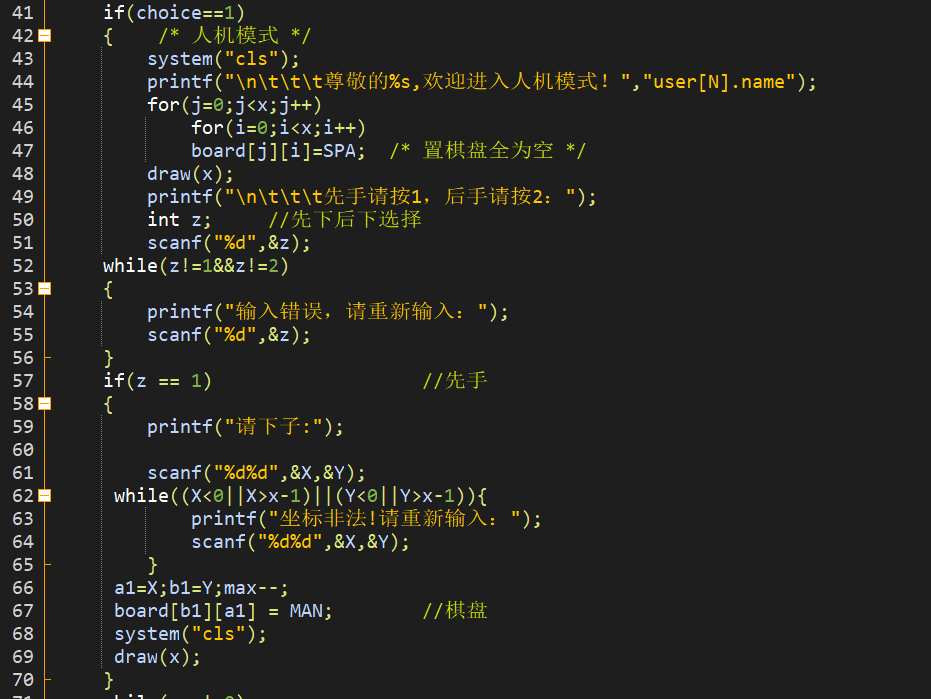 41 if(choice==1)
42 {    /* 人机模式 */
43 system("cls");
44 printf("\n\t\t\t尊敬的%s,欢迎进入人机模式! ","user[N].name");
45 for(j=0;j<x;j++)
46 for(i=0;i<x;i++)
47 board[j][i]=SPA;  /* 置棋盘全为空 */
48 draw(x);
49 printf("\n\t\t\t先手请按1, 后手请按2: ");
50 int z;     //先下后下选择
51 scanf("%d",&z);
52 while(z!=1&&z!=2)
53 {
54 printf("输入错误, 请重新输入: ");
55 scanf("%d",&z);
56 }
57 if(z == 1)                   //先手
58 {
59 printf("请下子:");
60
61 scanf("%d%d",&X,&Y);
62 while((X<0||X>x-1)||(Y<0||Y>x-1)){
63 printf("坐标非法!请重新输入: ");
64 scanf("%d%d",&X,&Y);
65 }
66 a1=X;b1=Y;max--;
67 board[b1][a1] = MAN;        //棋盘
68 system("cls");
69 draw(x);
70 }